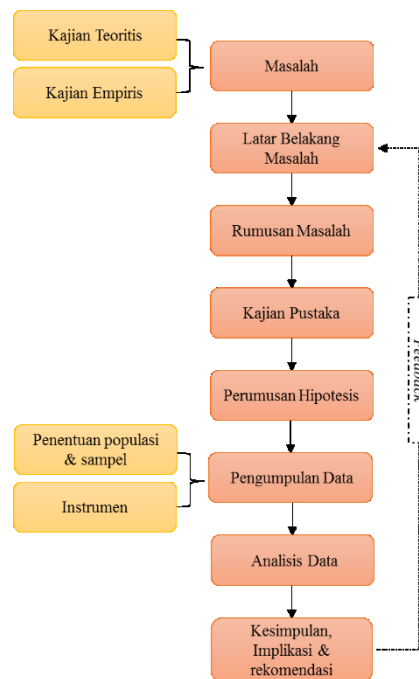 Kajian Teoritis
Kajian Empiris
Masalah
Latar Belakang
Masalah
Rumusan Masalah
Kajian Pustaka
Feedback
Perumusan Hipotesis
Penentuan populasi
& sampel
Instrumen
Pengumpulan Data
Analisis Data
Kesimpulan,
Implikasi &
rekomendasi